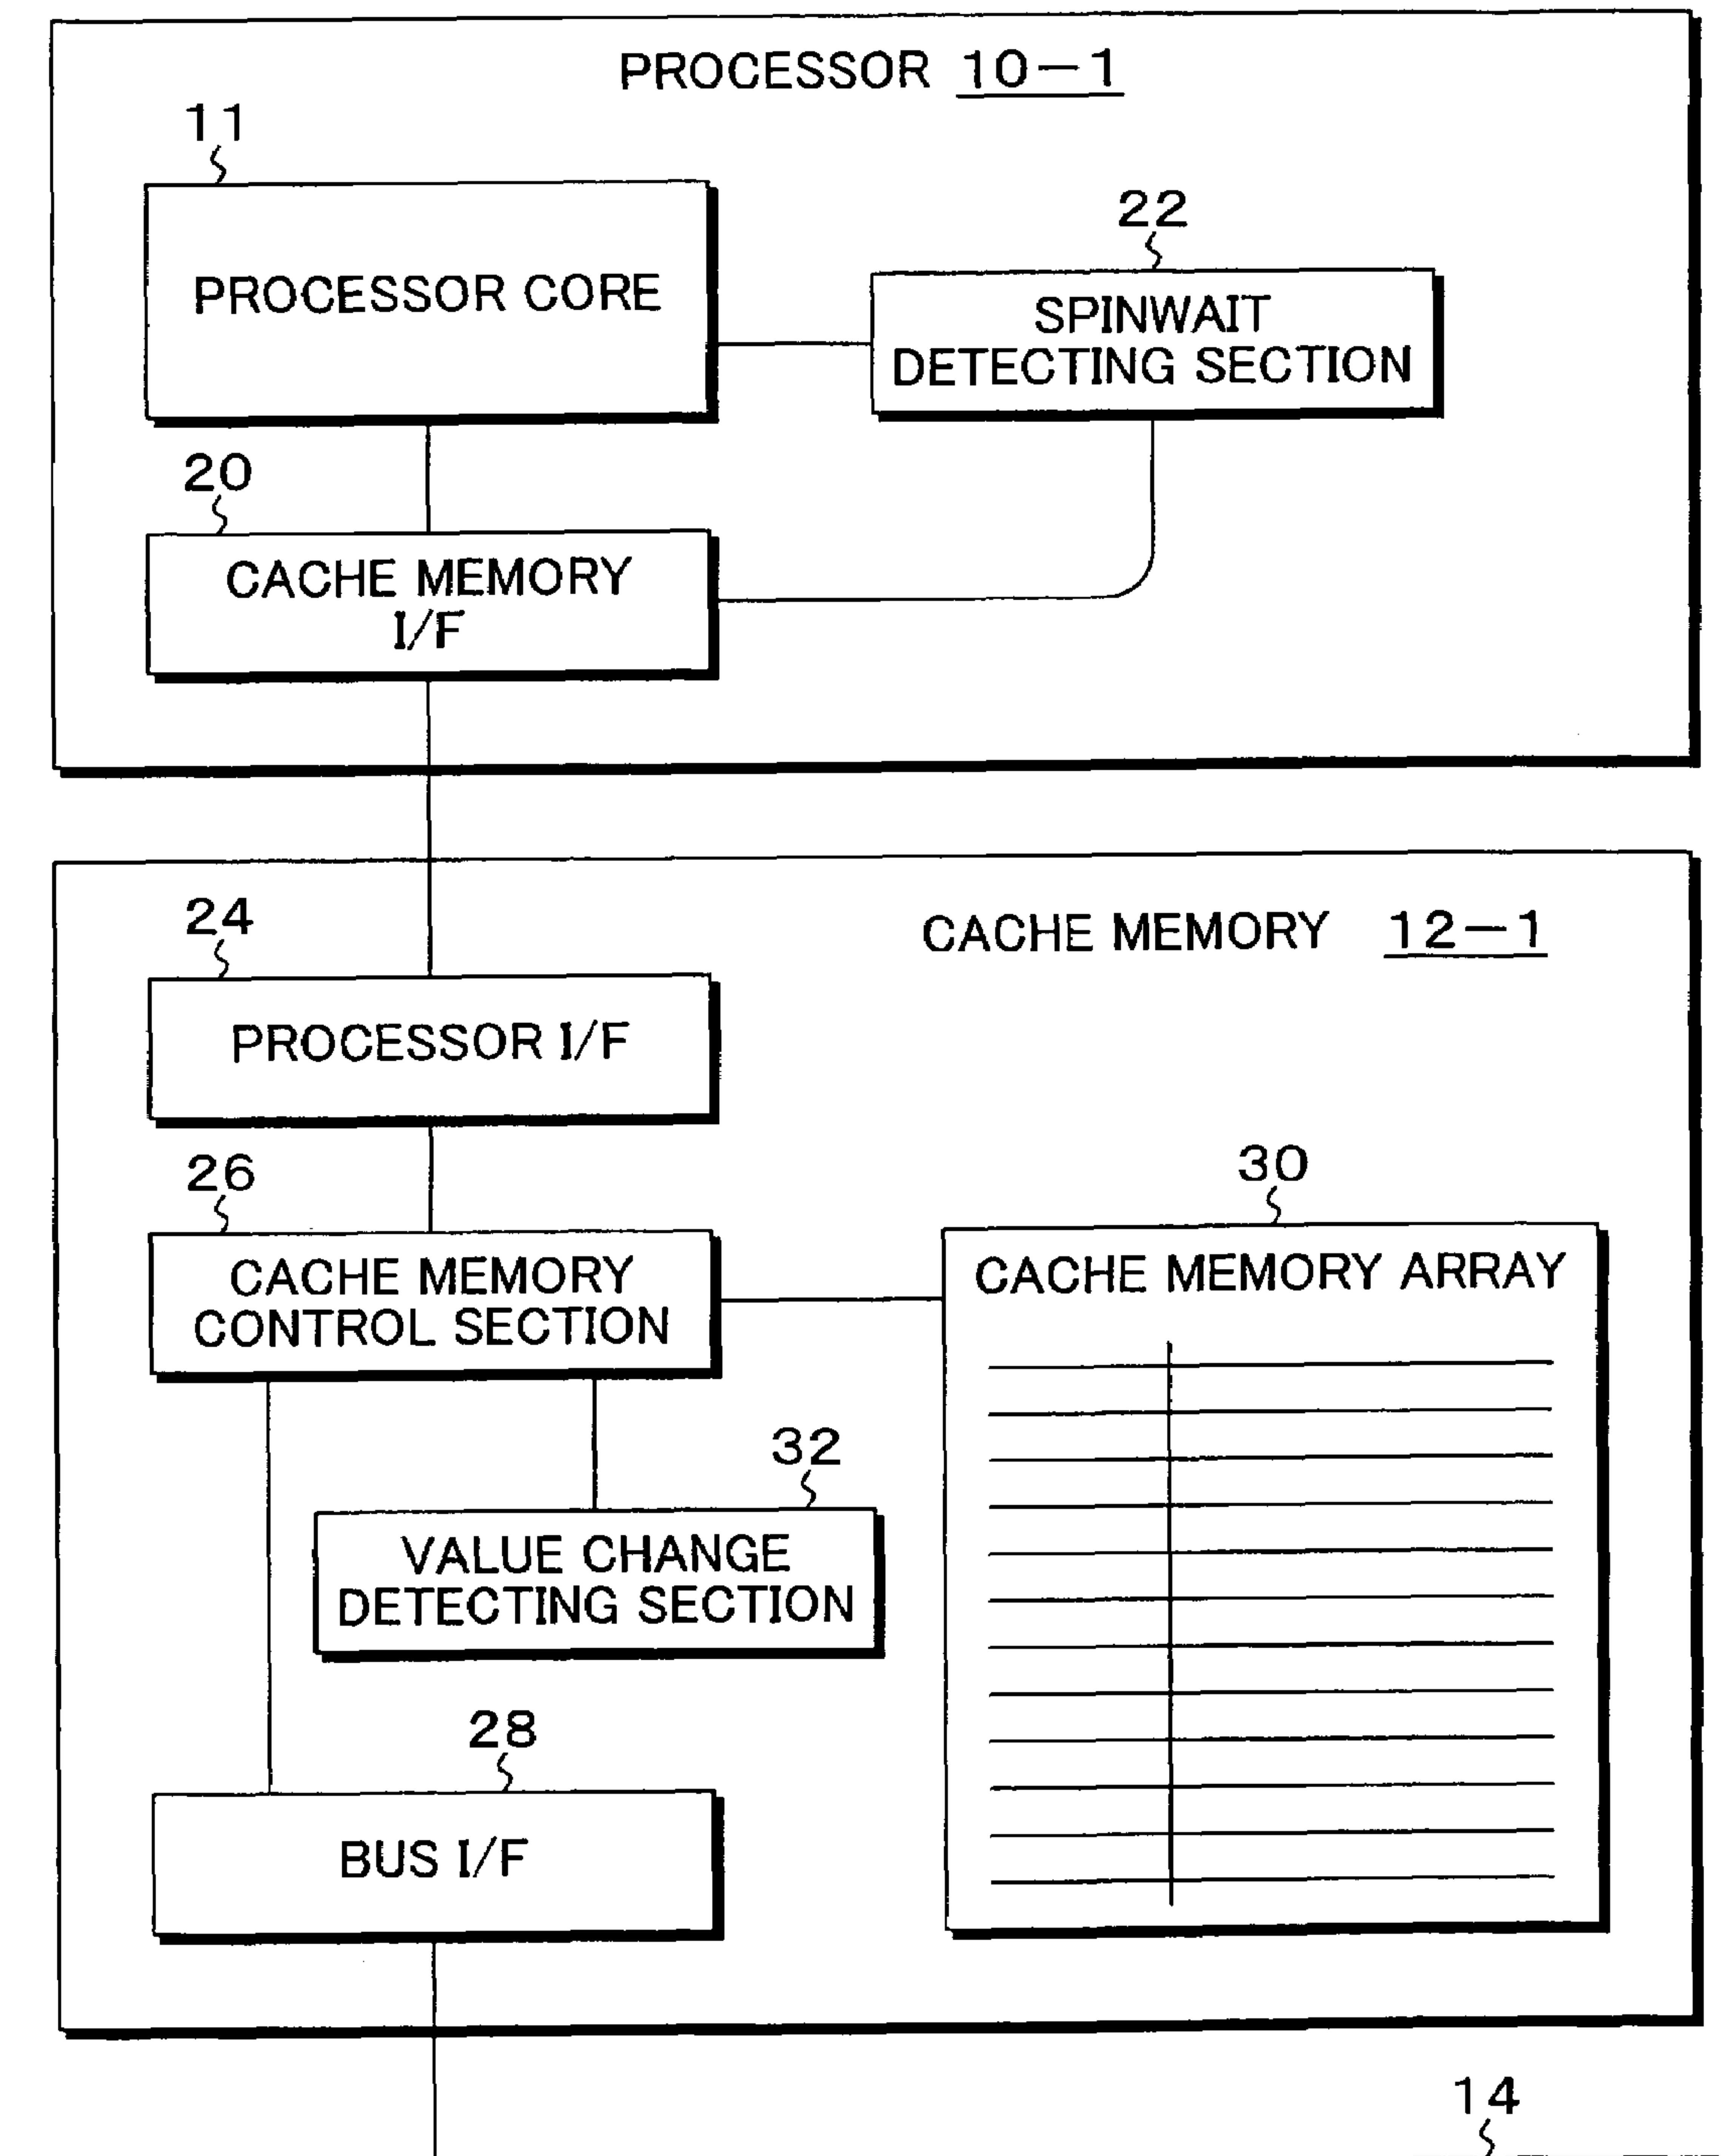 PROCESSOR 10-1
11
PROCESSOR CORE
22
SPINWAIT
DETECTING SECTION
20
CACHE MEMORY
I/F
24
CACHE MEMORY 12-1
PROCESSOR I/F
26
CACHE MEMORY
CONTROL SECTION
30
CACHE MEMORY ARRAY
32
VALUE CHANGE
DETECTING SECTION
28
BUS I/F
14